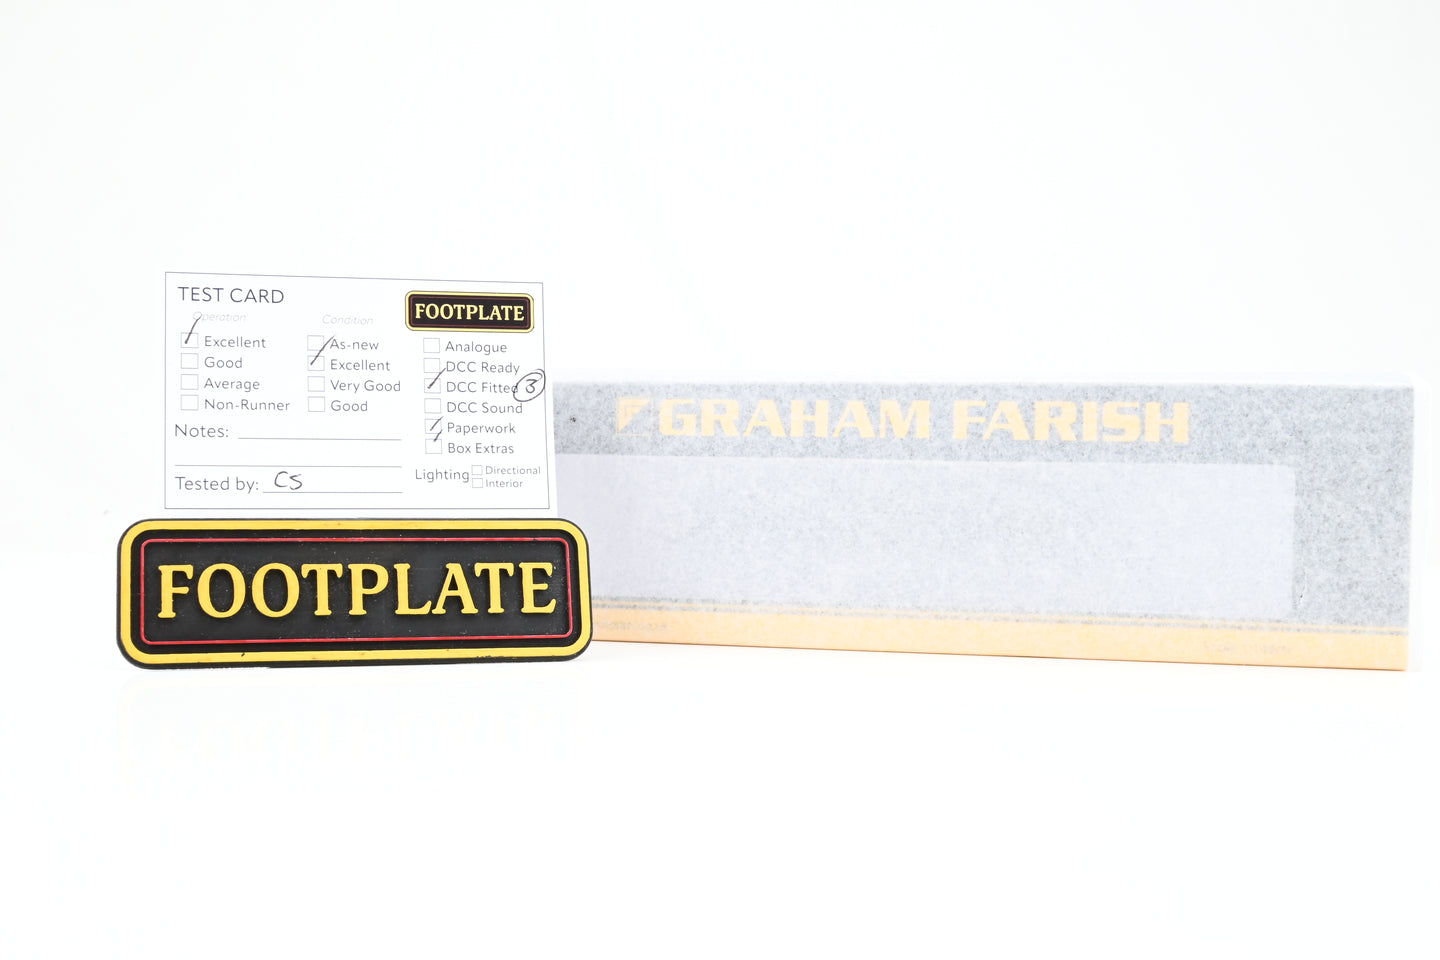 TEST CARD
FOOTPLATE
Operation
Excellent
Good
Average
Non-Runner
Condition
As-new
Excellent
Very Good
Good
Analogue
DCC Ready
DCC Fitted 3
DCC Sound
Paperwork
Box Extras
Notes:
Lighting
Directional
Interior
Tested by: CS
GRAHAM FARISH
FOOTPLATE